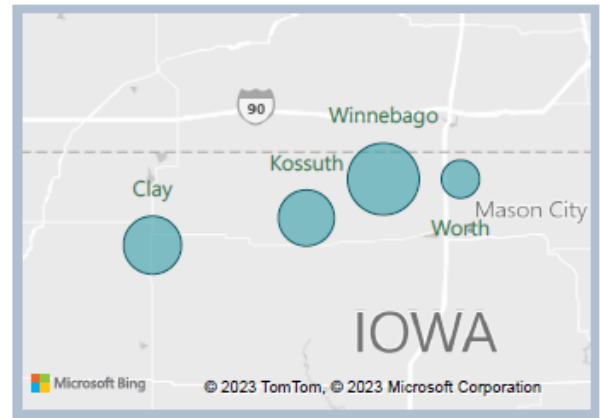 90
Winnebago
Kossuth
Clay
Mason City
Worth
IOWA
Microsoft Bing
© 2023 TomTom, © 2023 Microsoft Corporation